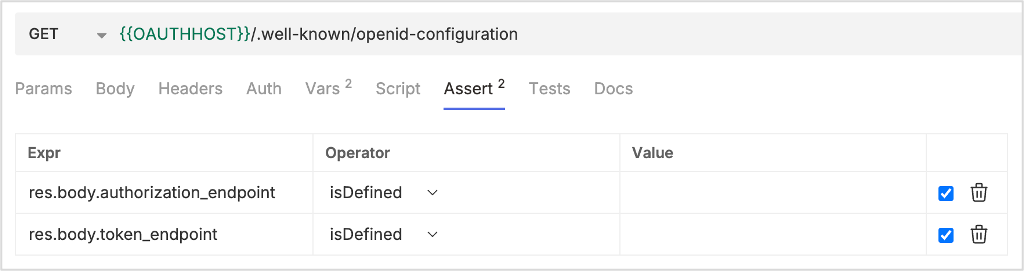 GET {{OAUTHHOST}}/.well-known/openid-configuration
Params Body Headers Auth Vars 2 Script Assert 2 Tests Docs
Expr Operator Value
res.body.authorization_endpoint isDefined
res.body.token_endpoint isDefined